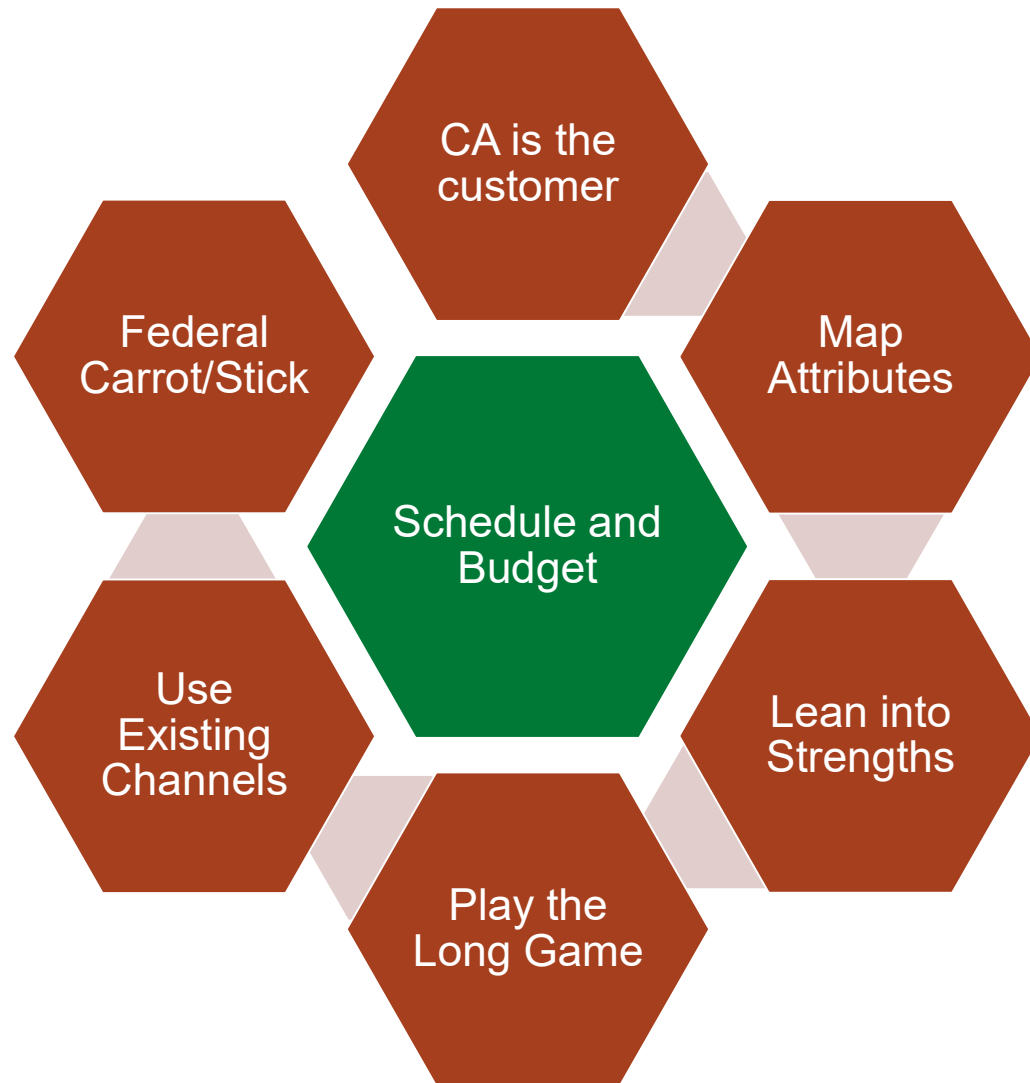 CA is the
customer
Map
Attributes
Lean into
Strengths
Play the
Long Game
Use
Existing
Channels
Federal
Carrot/Stick
Schedule and
Budget